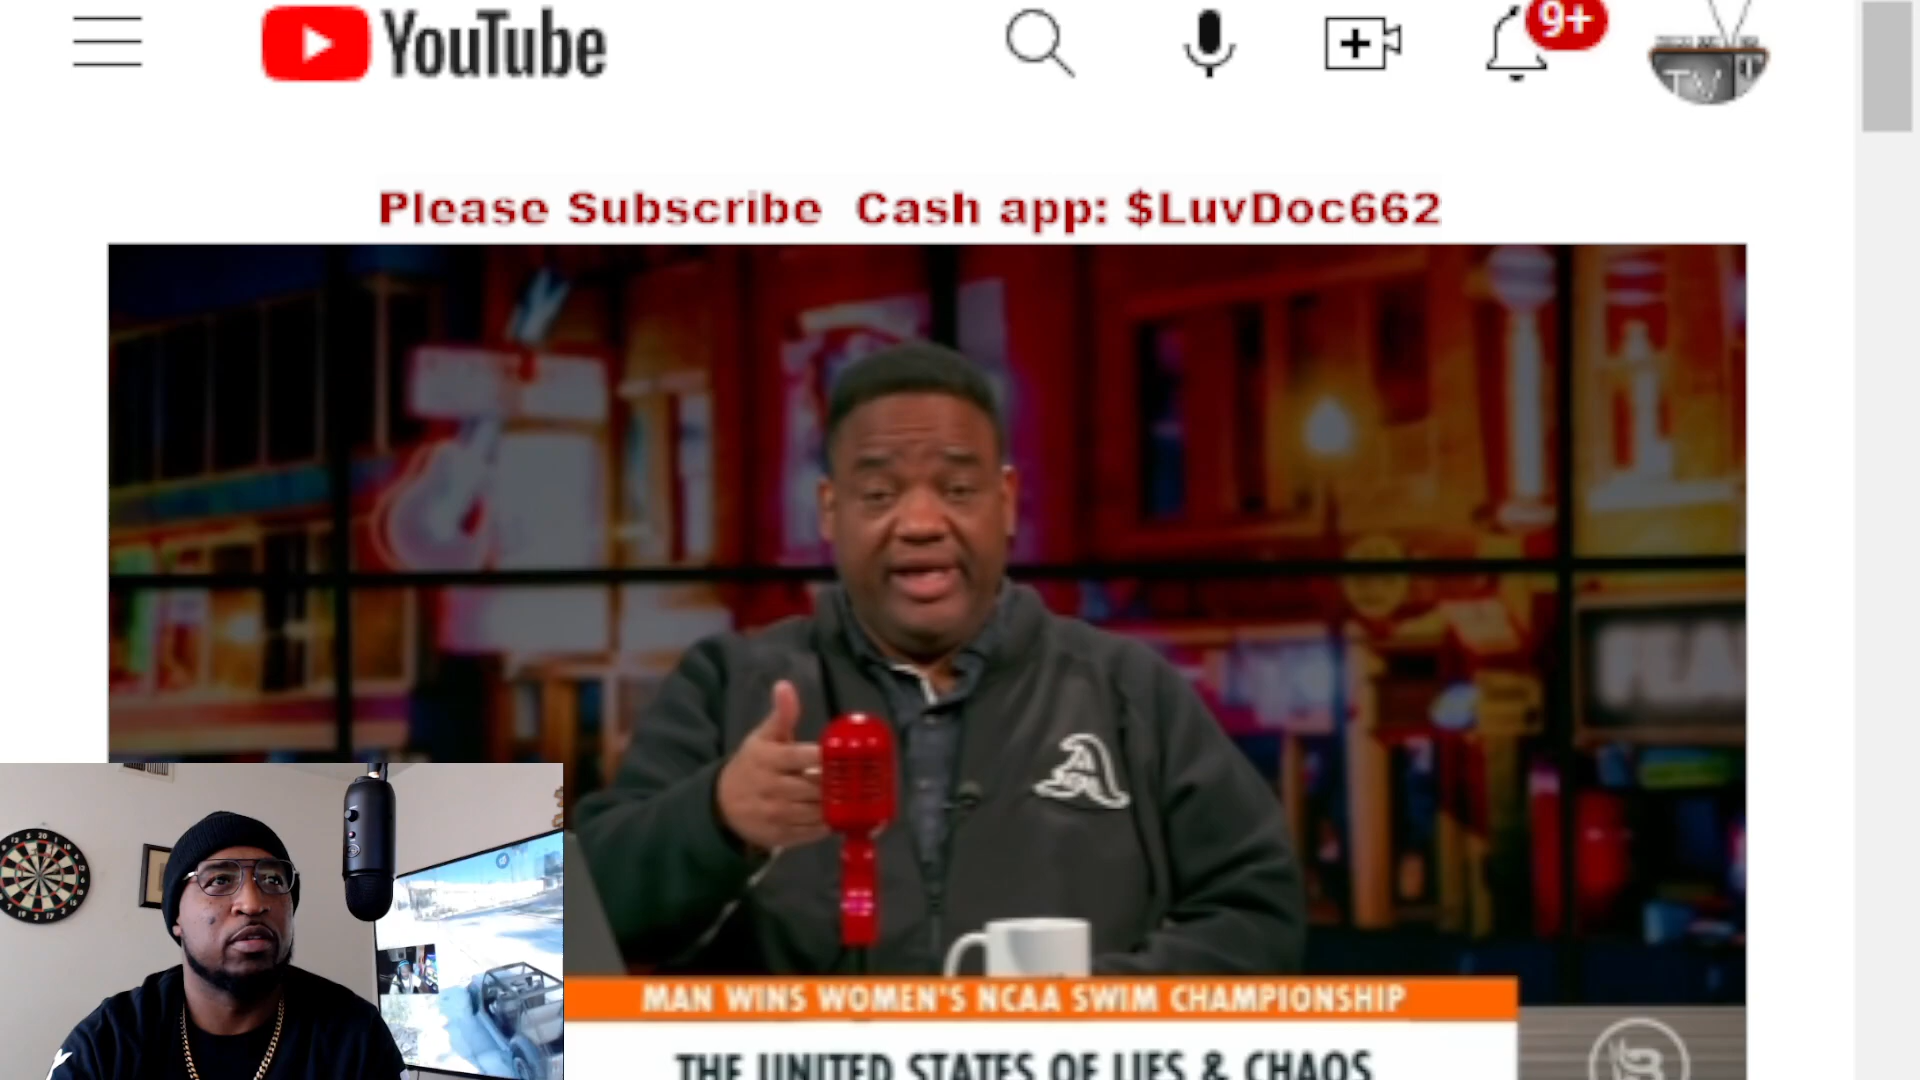 YouTube
9+
TV
Please Subscribe Cash app: $LuvDoc662
MAN WINS WOMEN'S NCAA SWIM CHAMPIONSHIP
THE UNITED STATES OF LIES & CHAOS